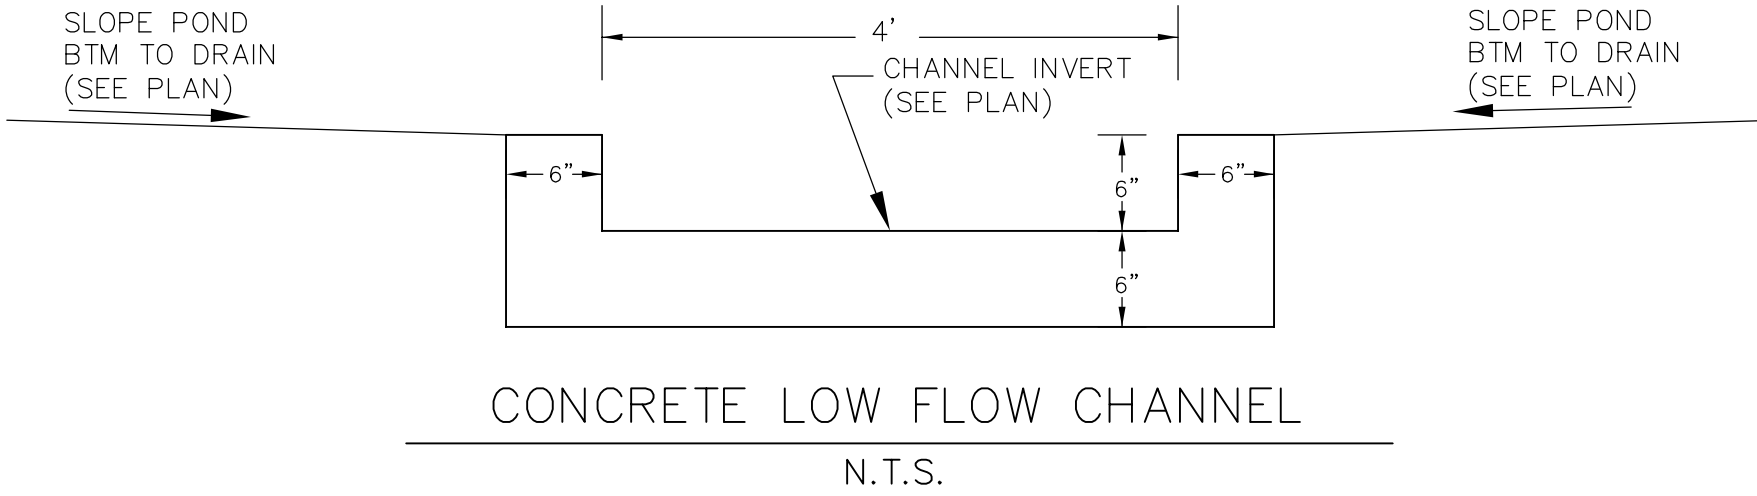 SLOPE POND
BTM TO DRAIN
(SEE PLAN)
4'
CHANNEL INVERT
(SEE PLAN)
SLOPE POND
BTM TO DRAIN
(SEE PLAN)
6"
6"
6"
6"
CONCRETE LOW FLOW CHANNEL
N.T.S.